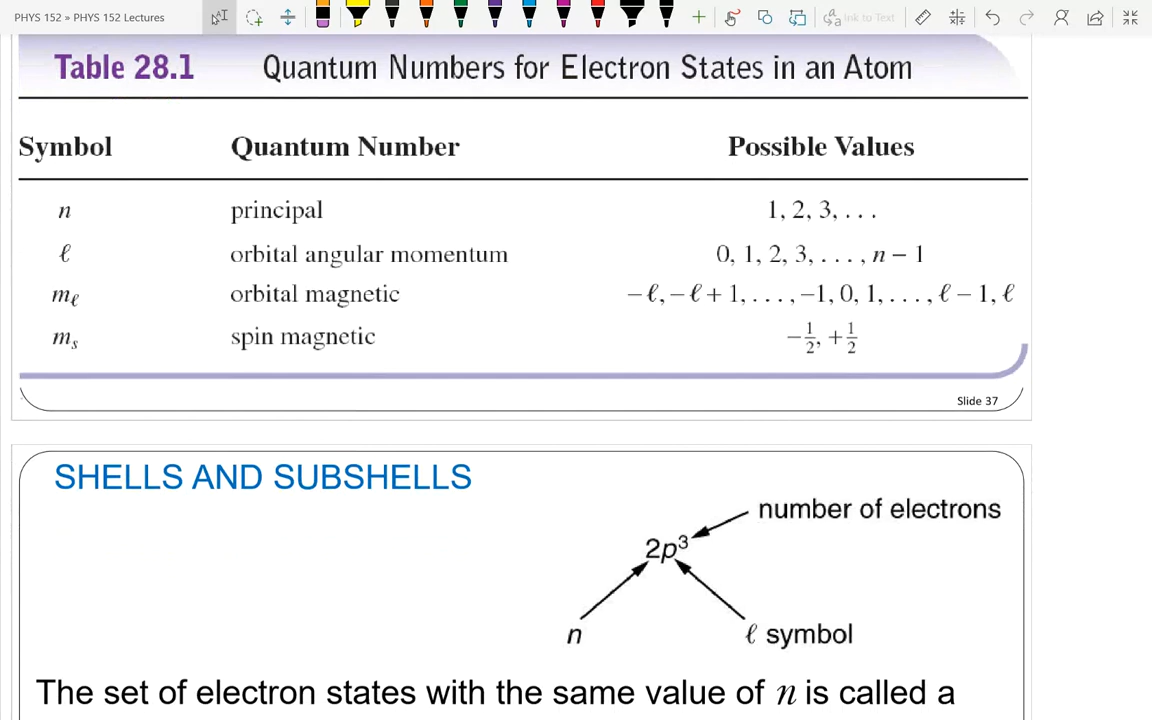 PHYS 152 » PHYS 152 Lectures
Ink to Text
Table 28.1 Quantum Numbers for Electron States in an Atom
Symbol Quantum Number Possible Values
n principal 1, 2, 3, . . .
ℓ orbital angular momentum 0, 1, 2, 3, . . . , n − 1
mℓ orbital magnetic −ℓ, −ℓ + 1, . . . , −1, 0, 1, . . . , ℓ − 1, ℓ
ms spin magnetic −1/2, +1/2
Slide 37
SHELLS AND SUBSHELLS
number of electrons
2p³
n ℓ symbol
The set of electron states with the same value of n is called a